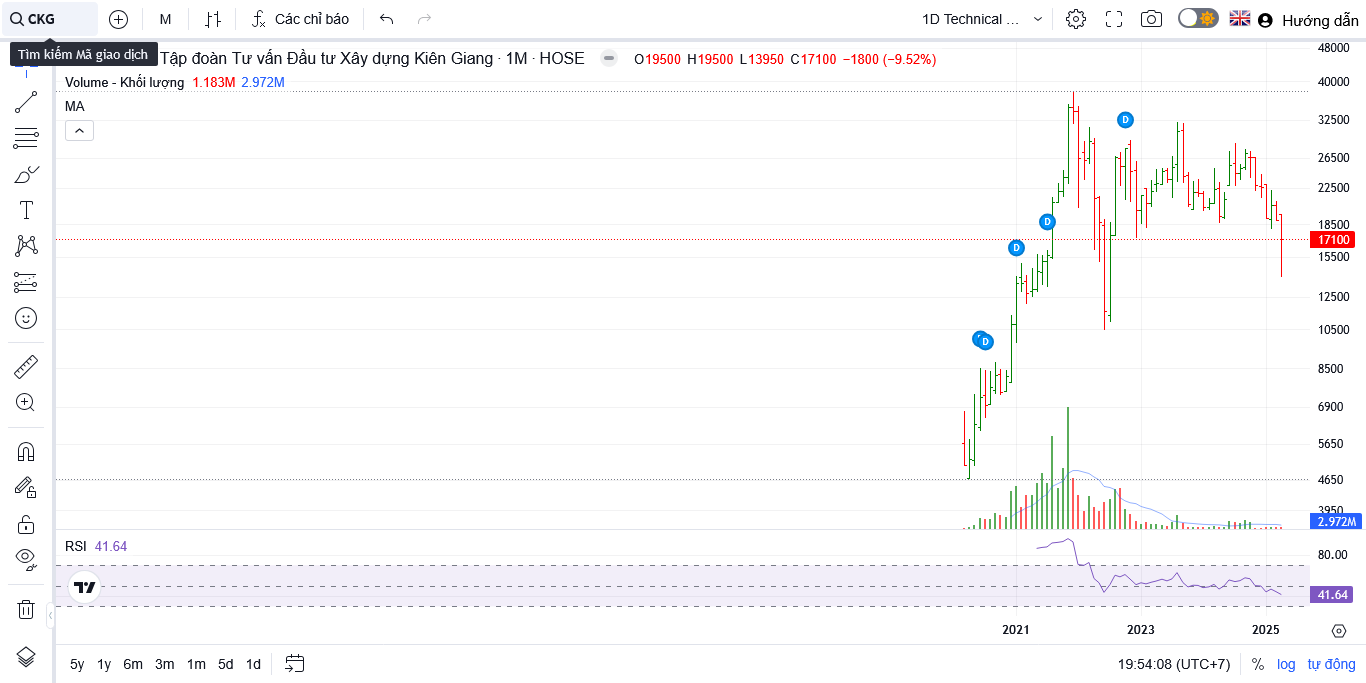 CKG
M
Các chỉ báo
1D Technical ...
Hướng dẫn
Tìm kiếm Mã giao dịch
Tập đoàn Tư vấn Đầu tư Xây dựng Kiên Giang · 1M · HOSE
O19500 H19500 L13950 C17100 −1800 (−9.52%)
Volume - Khối lượng 1.183M 2.972M
MA
D
D
D
D
48000
40000
32500
26500
22500
18500
17100
15500
12500
10500
8500
6900
5650
4650
3950
2.972M
RSI 41.64
80.00
41.64
2021 2023 2025
5y 1y 6m 3m 1m 5d 1d
19:54:08 (UTC+7) % log tự động